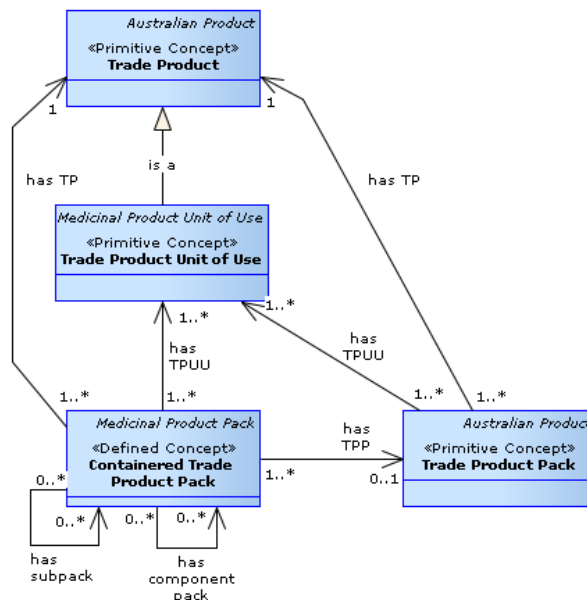 Australian Product
«Primitive Concept»
Trade Product
1
1
has TP
has TP
is a
Medicinal Product Unit of Use
«Primitive Concept»
Trade Product Unit of Use
1..*
1..*
has
TPUU
has
TPUU
1..*
1..*
1..*
1..*
Medicinal Product Pack
«Defined Concept»
Containered Trade
Product Pack
has
TPP
1..*
0..1
Australian Product
«Primitive Concept»
Trade Product Pack
0..*
0..*
0..*
0..*
has
subpack
has
component
pack